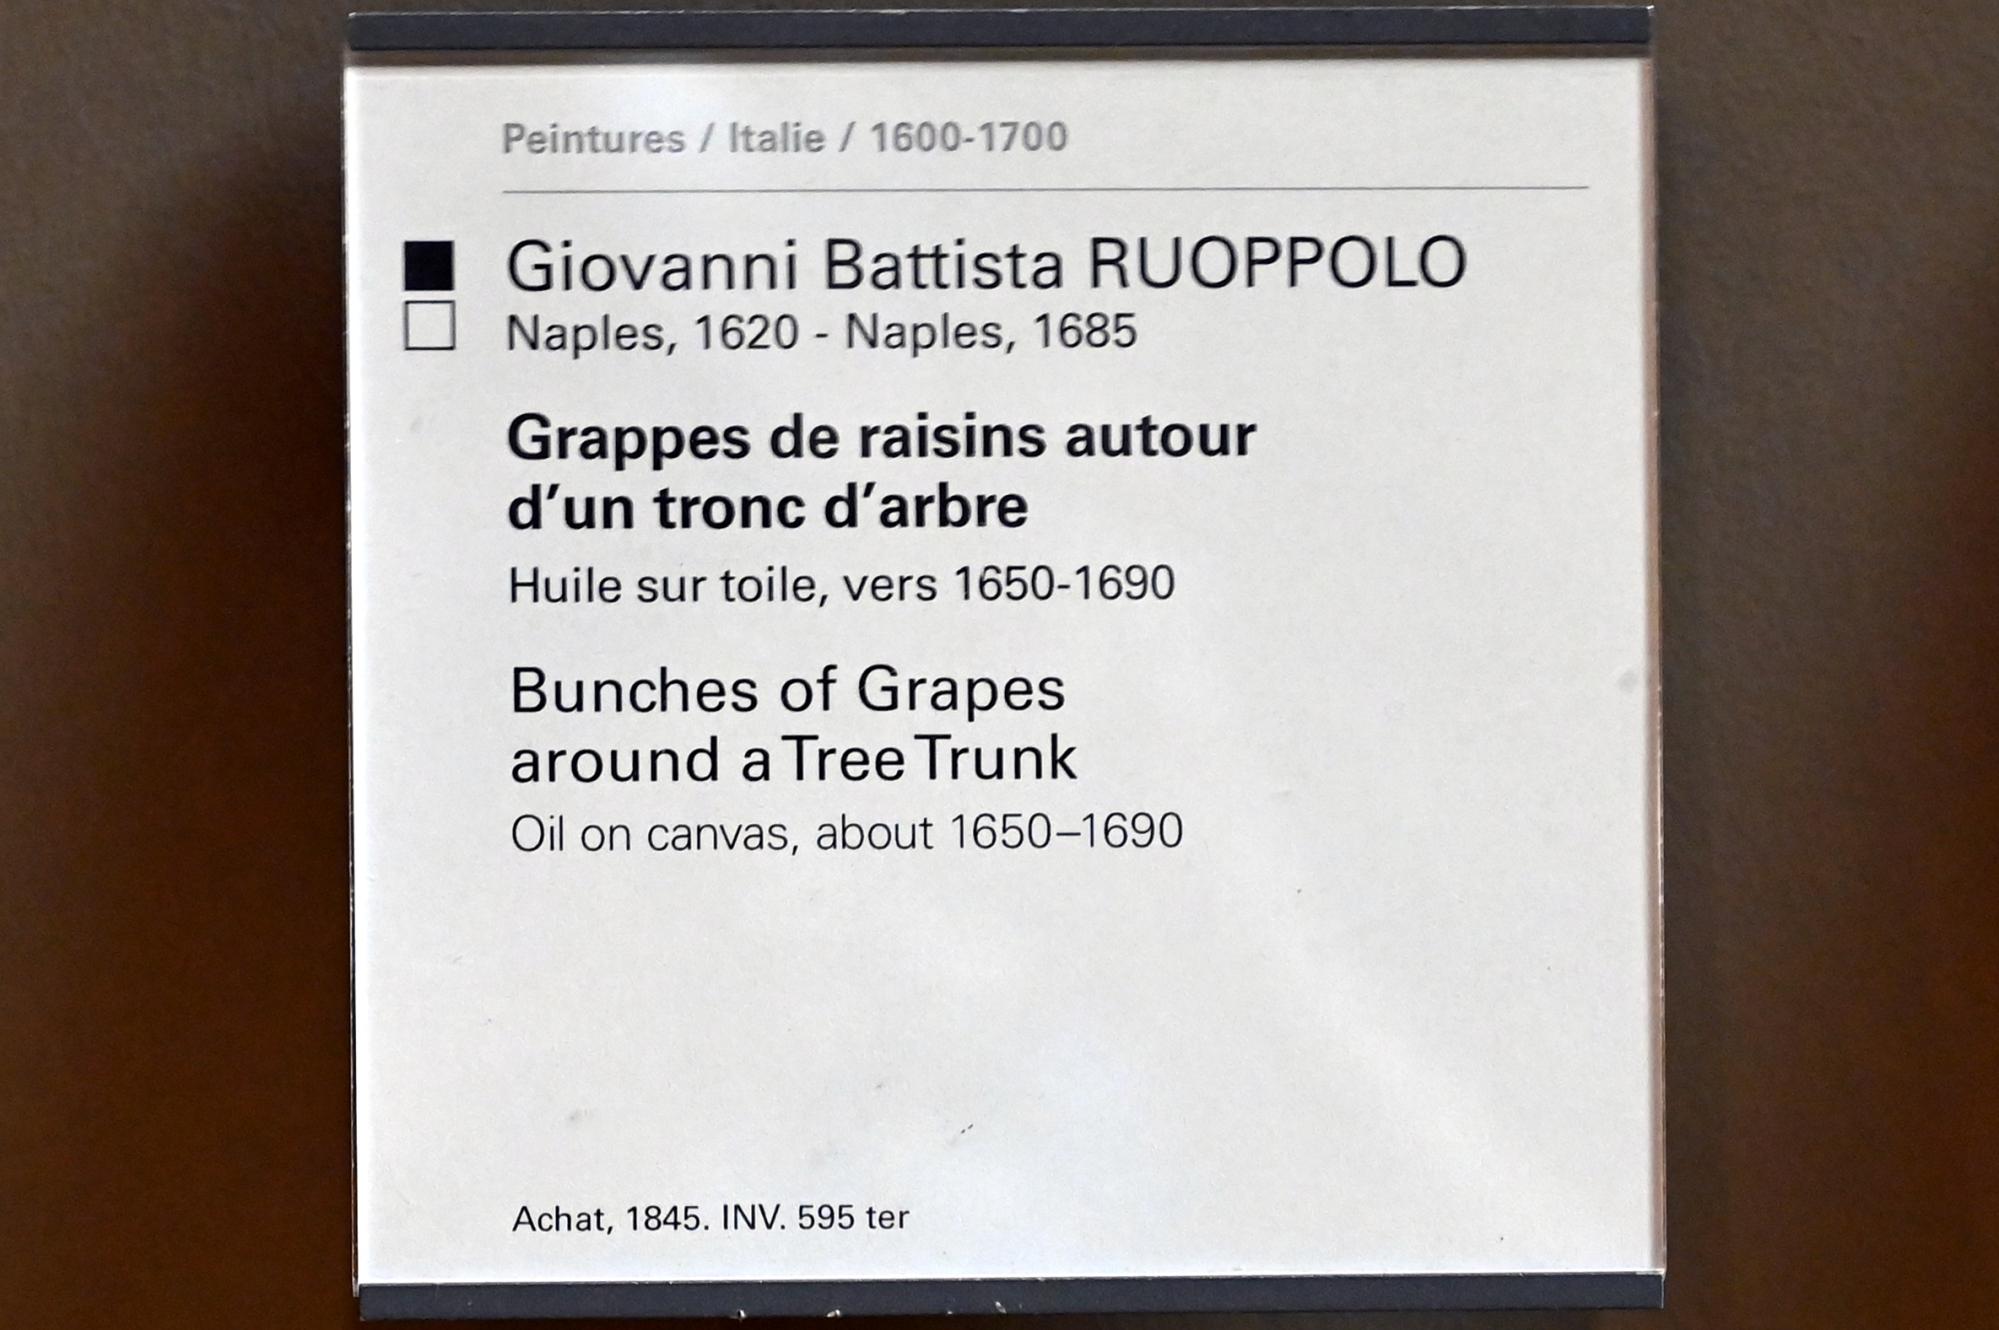 Peintures / Italie / 1600-1700
Giovanni Battista RUOPPOLO
Naples, 1620 - Naples, 1685
Grappes de raisins autour
d’un tronc d’arbre
Huile sur toile, vers 1650-1690
Bunches of Grapes
around a Tree Trunk
Oil on canvas, about 1650–1690
Achat, 1845. INV. 595 ter